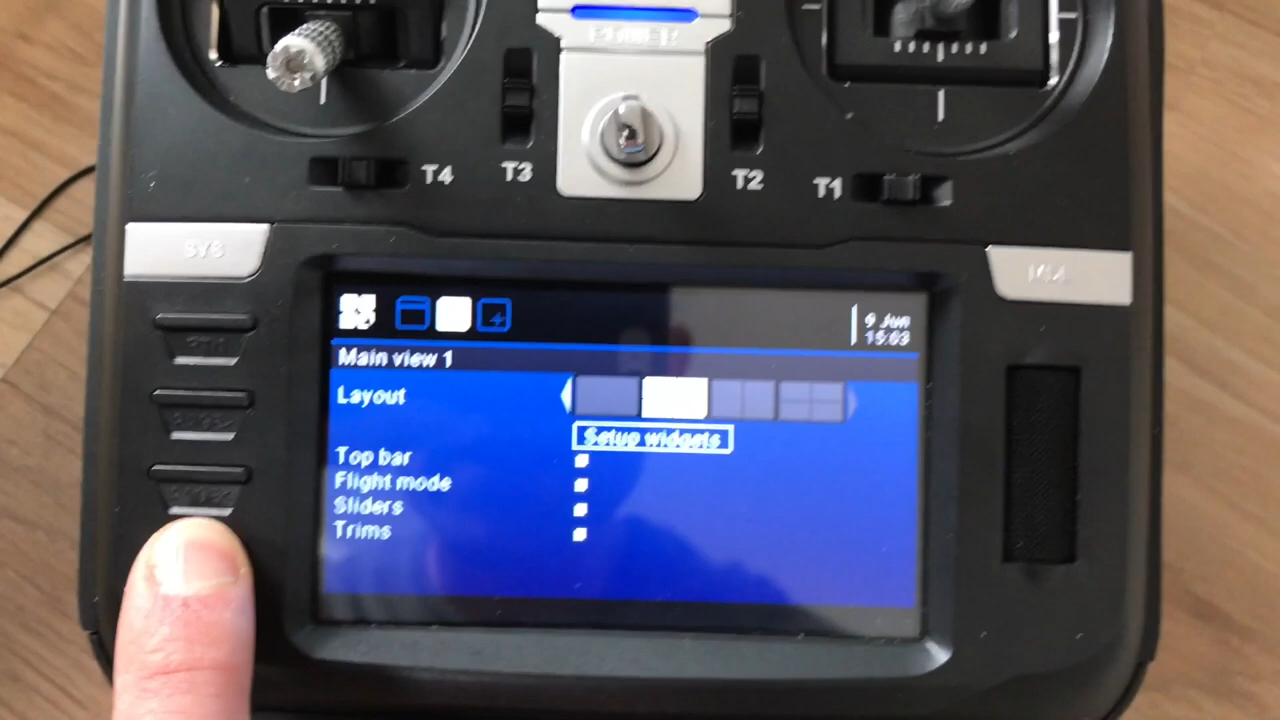 POWER
T4
T3
T2
T1
SYS
9 Jun
15:03
Main view 1
Layout
Setup widgets
Top bar
Flight mode
Sliders
Trims